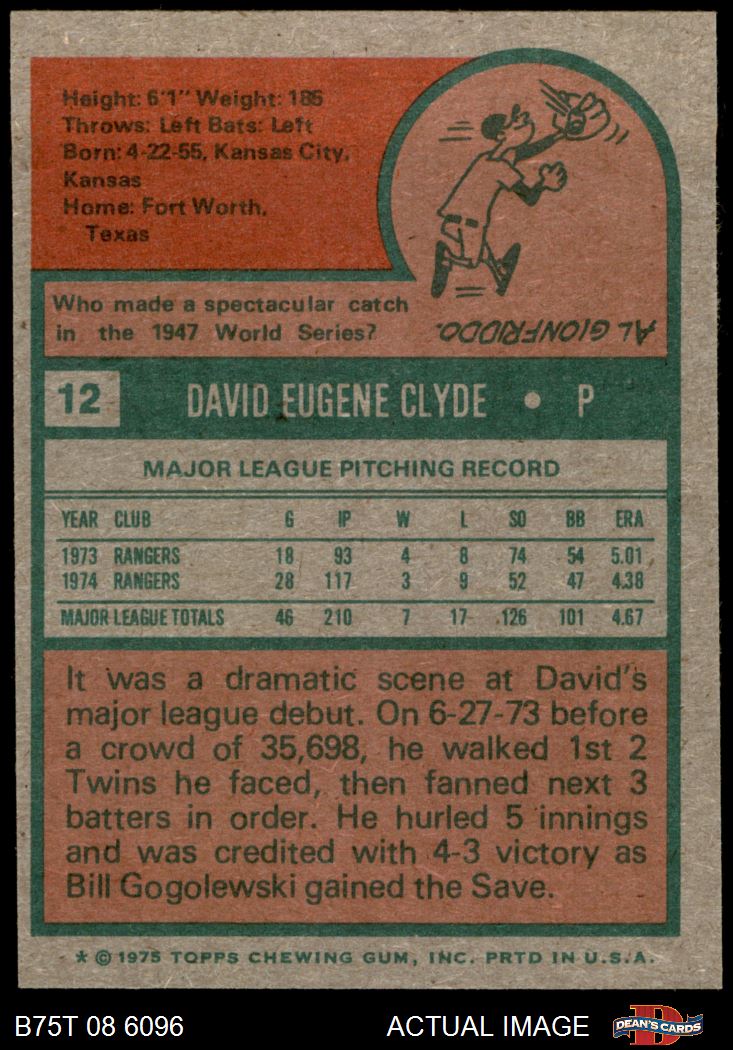 Height: 6'1" Weight: 185
Throws: Left Bats: Left
Born: 4-22-55, Kansas City,
Kansas
Home: Fort Worth,
Texas
Who made a spectacular catch
in the 1947 World Series?
AL GIONFRIDDO.
12 DAVID EUGENE CLYDE • P
MAJOR LEAGUE PITCHING RECORD
YEAR CLUB G IP W L SO BB ERA
1973 RANGERS 18 93 4 8 74 54 5.01
1974 RANGERS 28 117 3 9 52 47 4.38
MAJOR LEAGUE TOTALS 46 210 7 17 126 101 4.67
It was a dramatic scene at David's
major league debut. On 6-27-73 before
a crowd of 35,698, he walked 1st 2
Twins he faced, then fanned next 3
batters in order. He hurled 5 innings
and was credited with 4-3 victory as
Bill Gogolewski gained the Save.
* © 1975 TOPPS CHEWING GUM, INC. PRTD IN U.S.A.
B75T 08 6096 ACTUAL IMAGE D DEAN'S CARDS